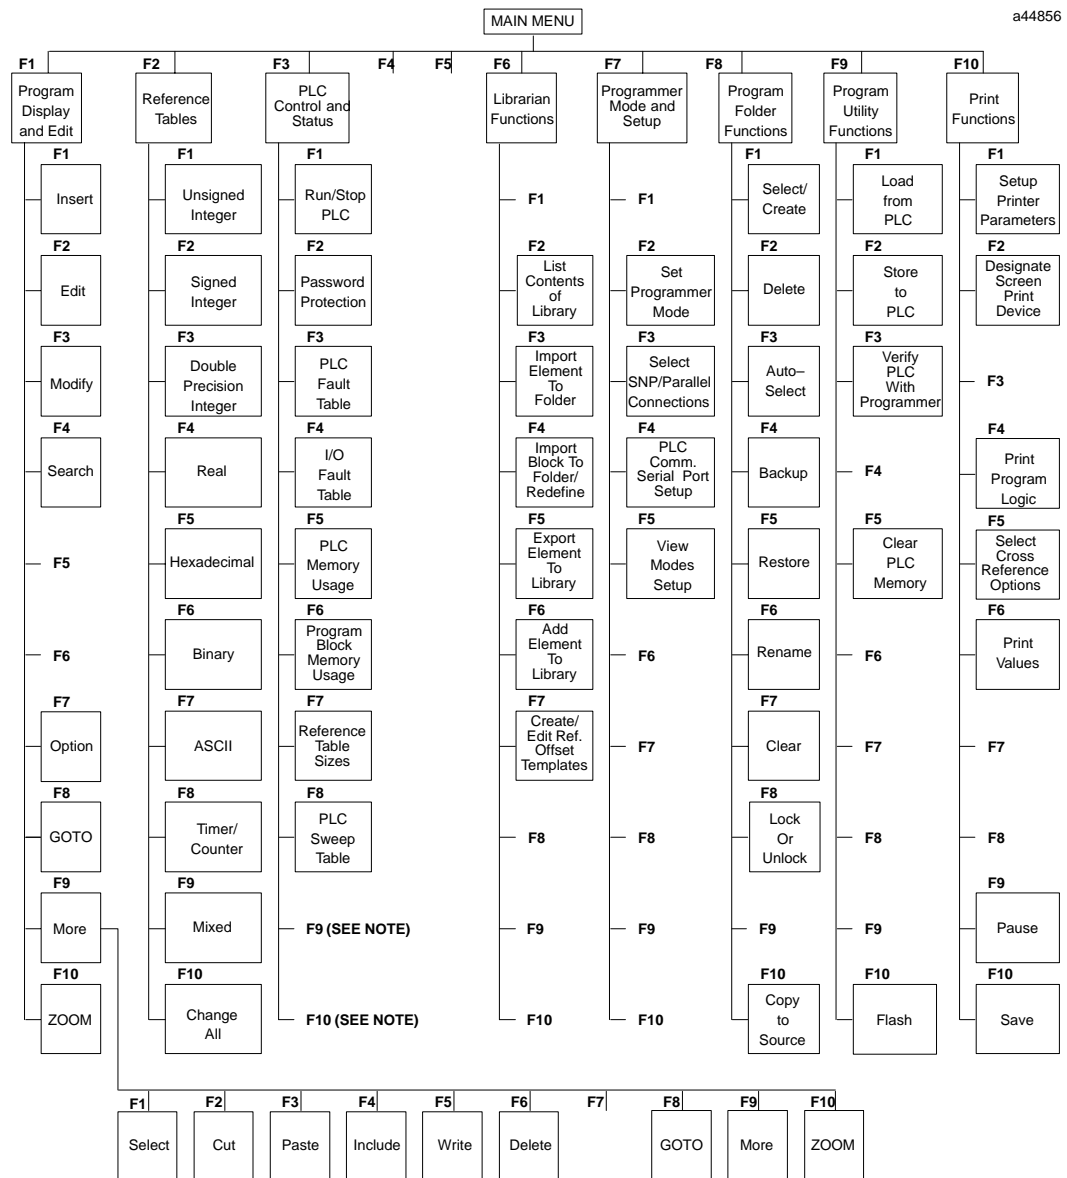 MAIN MENU
a44856
F1
Program
Display
and Edit
F2
Reference
Tables
F3
PLC
Control and
Status
F4
F5
F6
Librarian
Functions
F7
Programmer
Mode and
Setup
F8
Program
Folder
Functions
F9
Program
Utility
Functions
F10
Print
Functions
F1
Insert
F2
Edit
F3
Modify
F4
Search
F5
F6
F7
Option
F8
GOTO
F9
More
F10
ZOOM
F1
Unsigned
Integer
F2
Signed
Integer
F3
Double
Precision
Integer
F4
Real
F5
Hexadecimal
F6
Binary
F7
ASCII
F8
Timer/
Counter
F9
Mixed
F10
Change
All
F1
Run/Stop
PLC
F2
Password
Protection
F3
PLC
Fault
Table
F4
I/O
Fault
Table
F5
PLC
Memory
Usage
F6
Program
Block
Memory
Usage
F7
Reference
Table
Sizes
F8
PLC
Sweep
Table
F9 (SEE NOTE)
F10 (SEE NOTE)
F1
F2
List
Contents
of
Library
F3
Import
Element
To
Folder
F4
Import
Block To
Folder/
Redefine
F5
Export
Element
To
Library
F6
Add
Element
To
Library
F7
Create/
Edit Ref.
Offset
Templates
F8
F9
F10
F1
F2
Set
Programmer
Mode
F3
Select
SNP/Parallel
Connections
F4
PLC
Comm.
Serial Port
Setup
F5
View
Modes
Setup
F6
F7
F8
F9
F10
F1
Select/
Create
F2
Delete
F3
Auto–
Select
F4
Backup
F5
Restore
F6
Rename
F7
Clear
F8
Lock
Or
Unlock
F9
F10
Copy
to
Source
F1
Load
from
PLC
F2
Store
to
PLC
F3
Verify
PLC
With
Programmer
F4
F5
Clear
PLC
Memory
F6
F7
F8
F9
F10
Flash
F1
Setup
Printer
Parameters
F2
Designate
Screen
Print
Device
F3
F4
Print
Program
Logic
F5
Select
Cross
Reference
Options
F6
Print
Values
F7
F8
F9
Pause
F10
Save
F1
Select
F2
Cut
F3
Paste
F4
Include
F5
Write
F6
Delete
F7
F8
GOTO
F9
More
F10
ZOOM